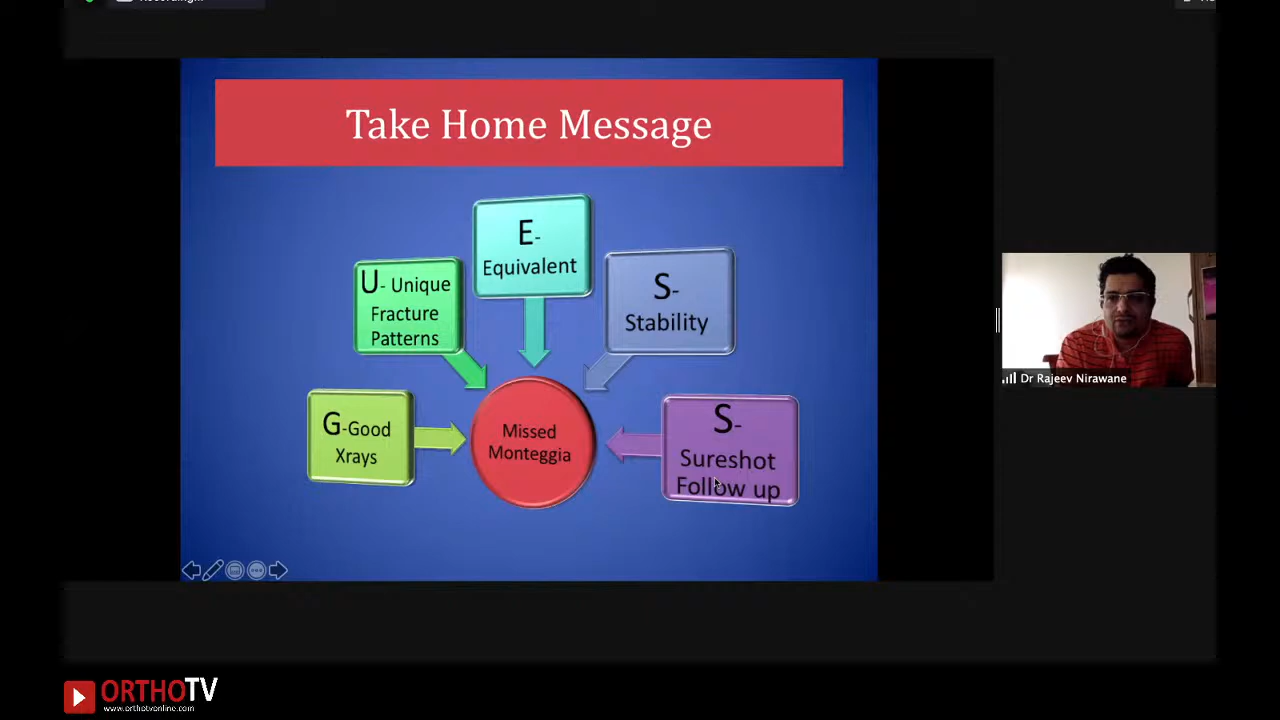 Take Home Message
E-
Equivalent
U- Unique
Fracture
Patterns
S-
Stability
G-Good
Xrays
Missed
Monteggia
S-
Sureshot
Follow up
Dr Rajeev Nirawane
ORTHOTV
www.orthotvonline.com